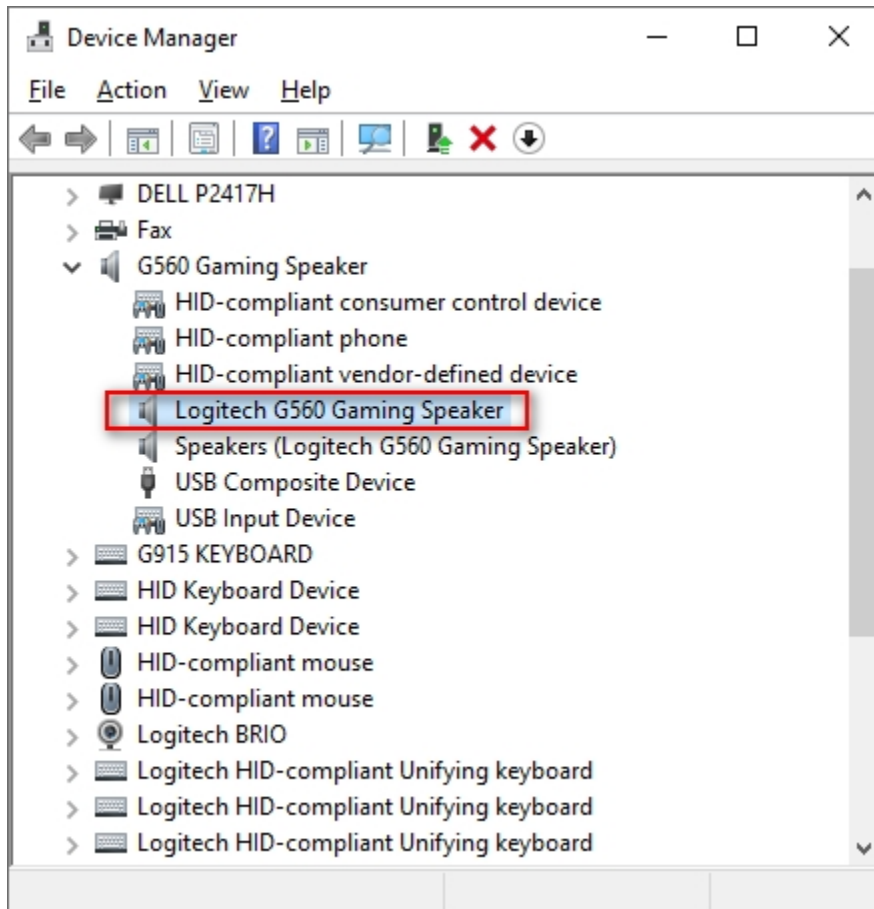 Device Manager
File Action View Help
DELL P2417H
Fax
G560 Gaming Speaker
HID-compliant consumer control device
HID-compliant phone
HID-compliant vendor-defined device
Logitech G560 Gaming Speaker
Speakers (Logitech G560 Gaming Speaker)
USB Composite Device
USB Input Device
G915 KEYBOARD
HID Keyboard Device
HID Keyboard Device
HID-compliant mouse
HID-compliant mouse
Logitech BRIO
Logitech HID-compliant Unifying keyboard
Logitech HID-compliant Unifying keyboard
Logitech HID-compliant Unifying keyboard